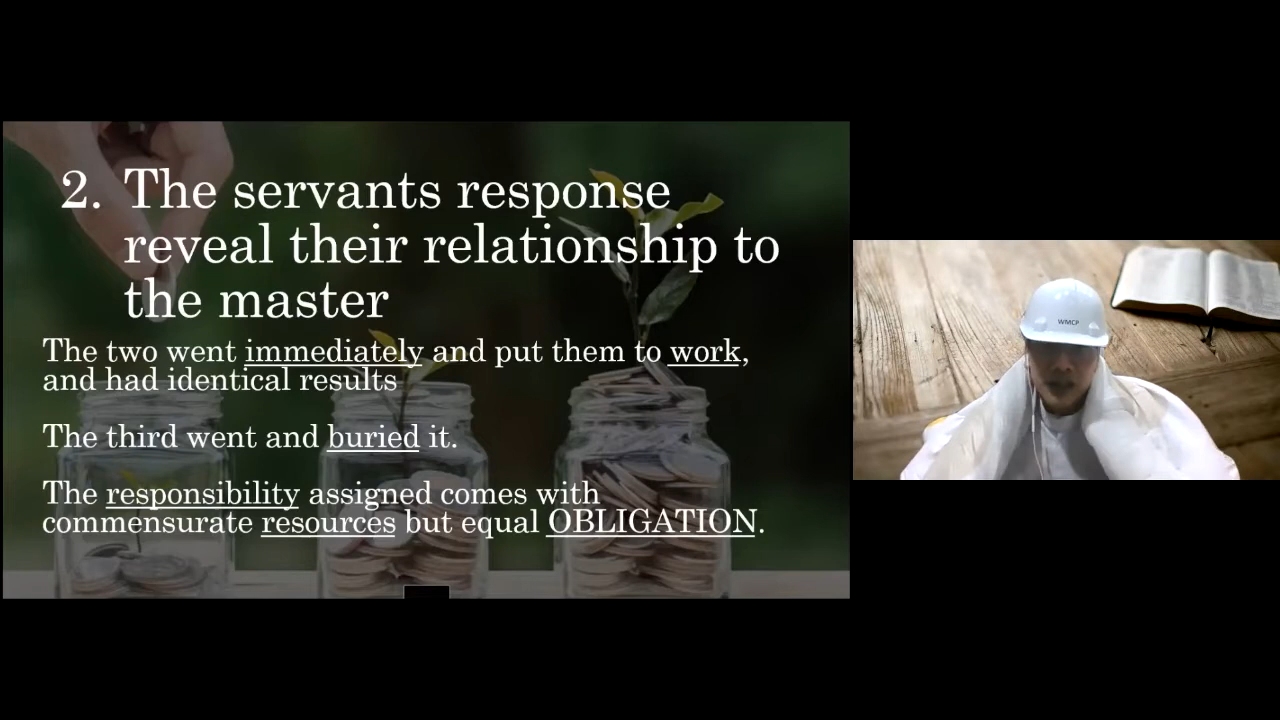 2. The servants response
reveal their relationship to
the master
The two went immediately and put them to work,
and had identical results
The third went and buried it.
The responsibility assigned comes with
commensurate resources but equal OBLIGATION.
WMCP